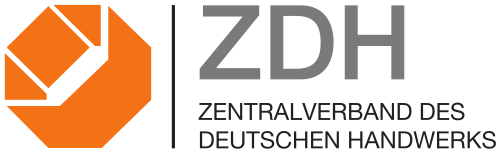 ZDH
ZENTRALVERBAND DES
DEUTSCHEN HANDWERKS